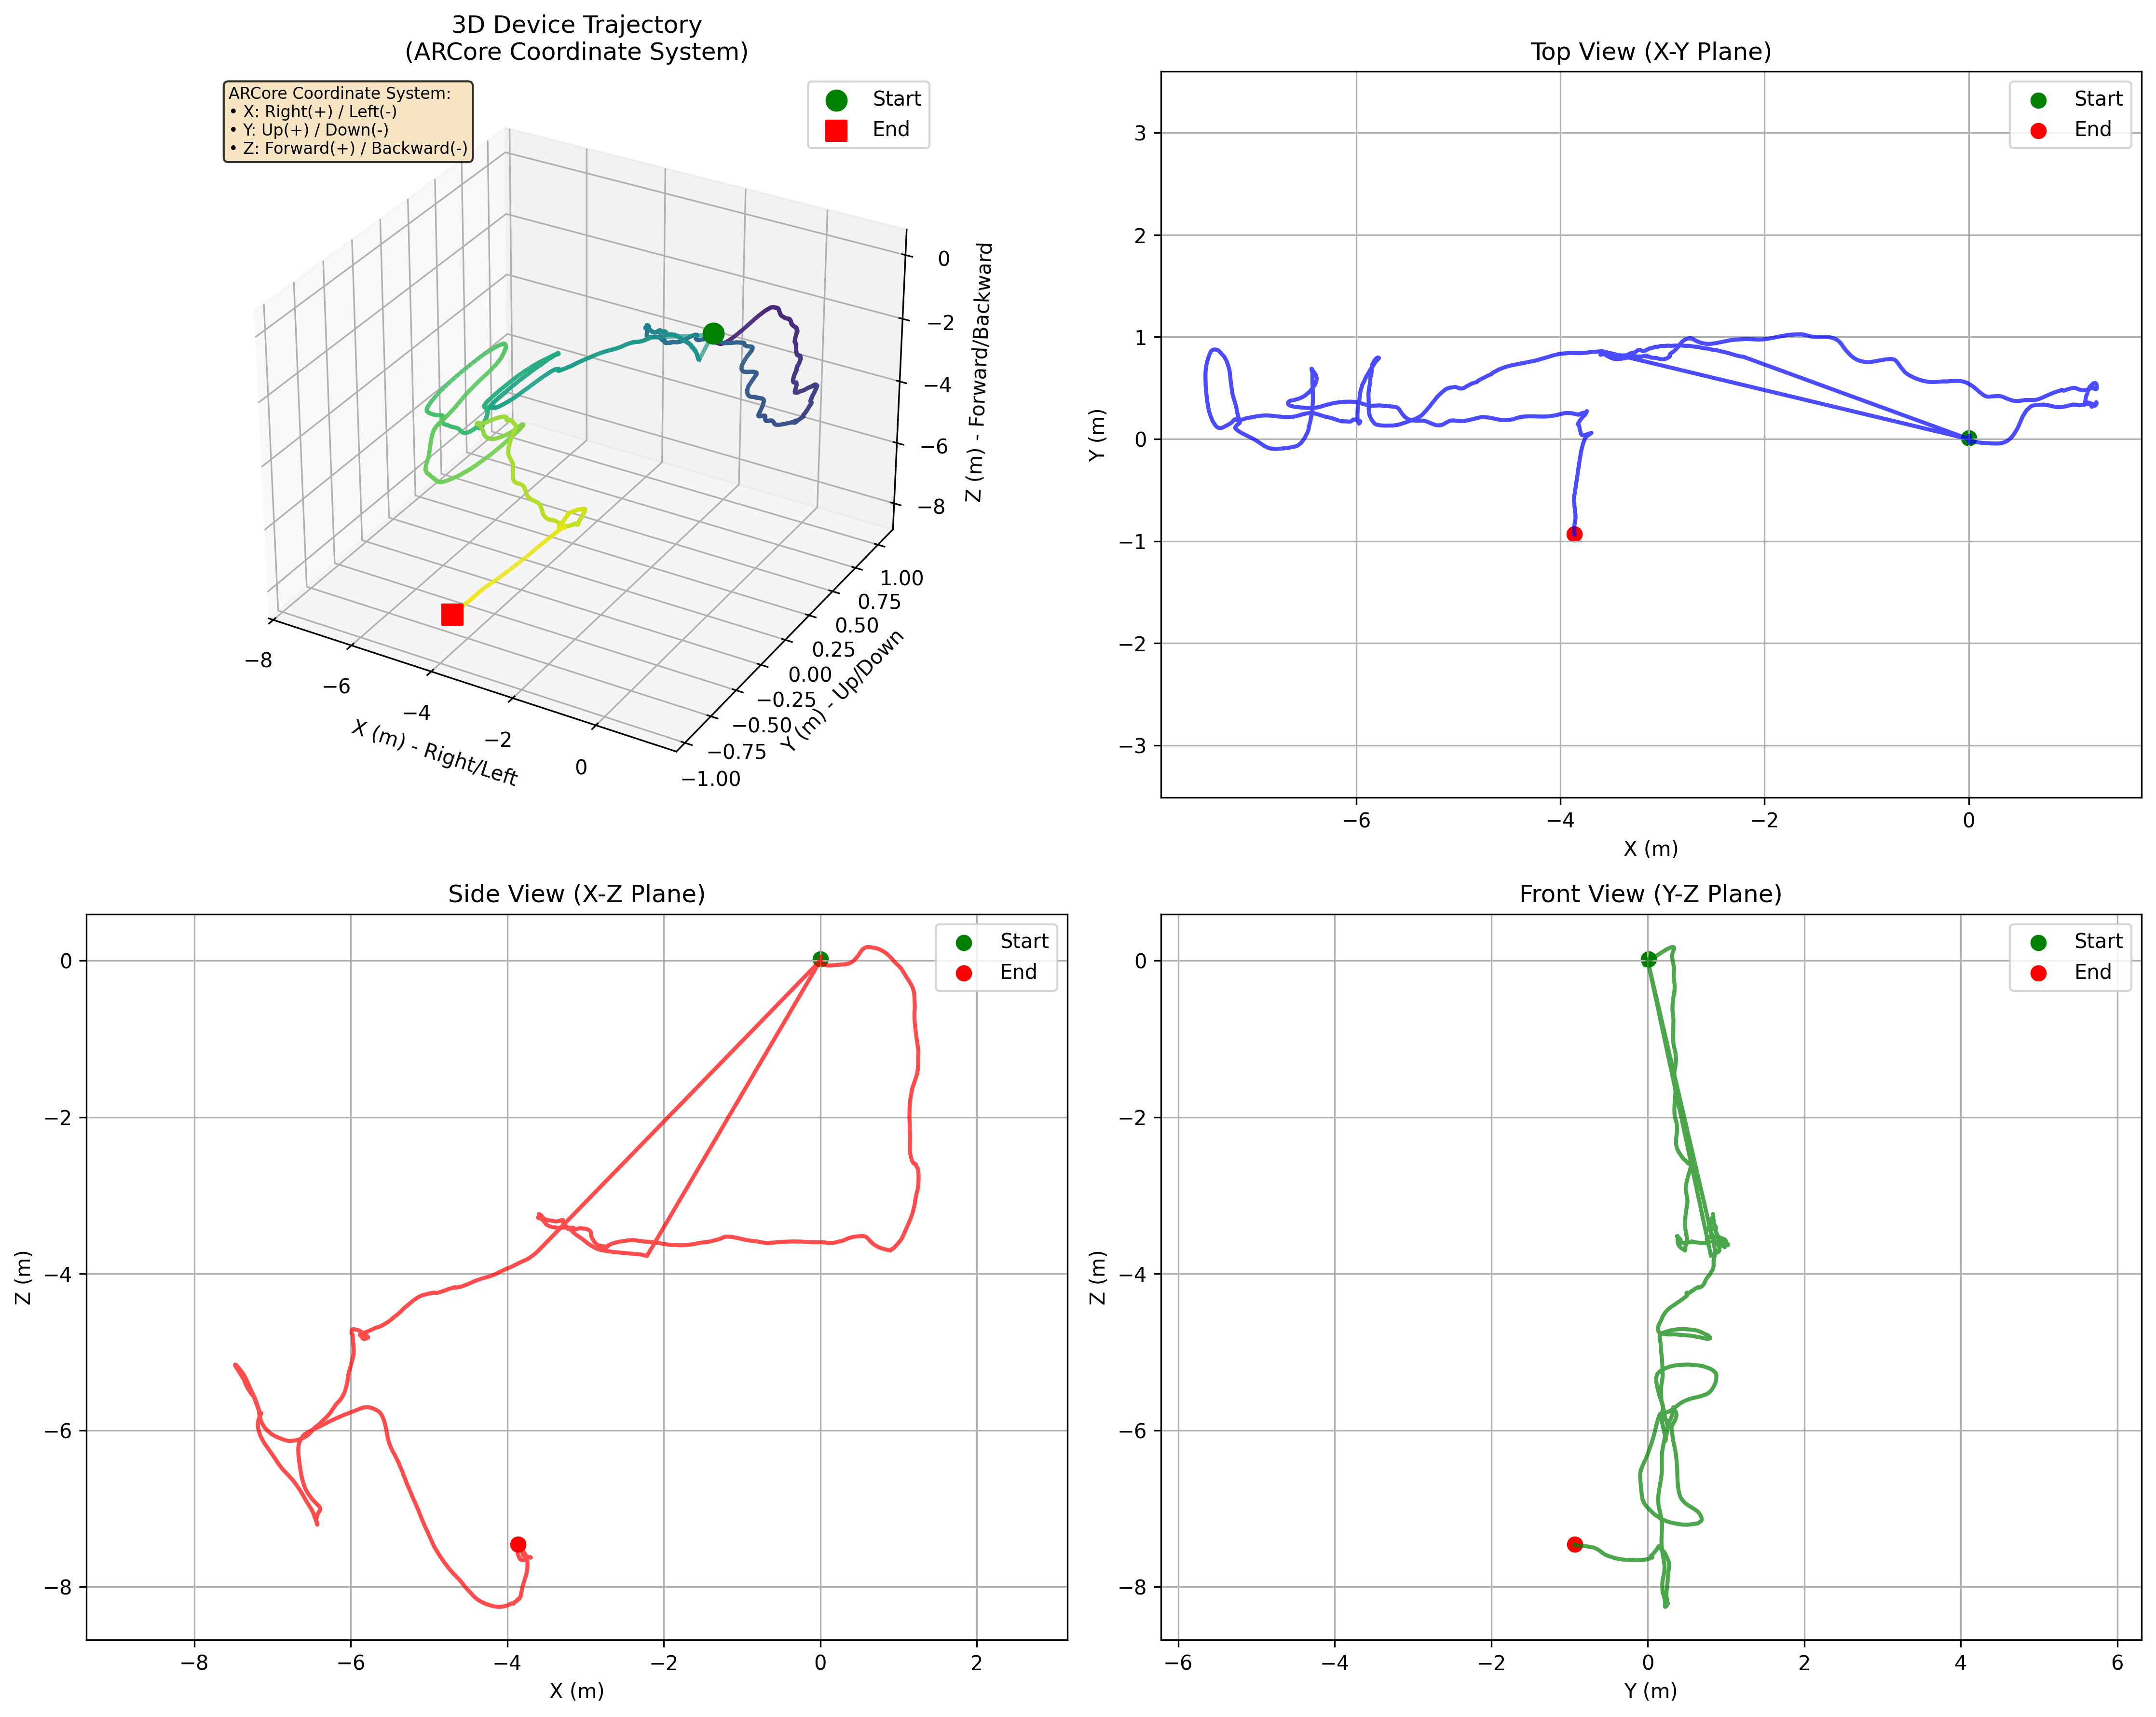 3D Device Trajectory
(ARCore Coordinate System)
ARCore Coordinate System:
• X: Right(+) / Left(-)
• Y: Up(+) / Down(-)
• Z: Forward(+) / Backward(-)
Start
End
0
−2
−4
−6
−8
Z (m) - Forward/Backward
1.00
0.75
0.50
0.25
0.00
−0.25
−0.50
−0.75
−1.00
Y (m) - Up/Down
−8
−6
−4
−2
0
X (m) - Right/Left
Top View (X-Y Plane)
Start
End
3
2
1
0
−1
−2
−3
Y (m)
−6 −4 −2 0
X (m)
Side View (X-Z Plane)
Start
End
0
−2
−4
−6
−8
Z (m)
−8 −6 −4 −2 0 2
X (m)
Front View (Y-Z Plane)
Start
End
0
−2
−4
−6
−8
Z (m)
−6 −4 −2 0 2 4 6
Y (m)